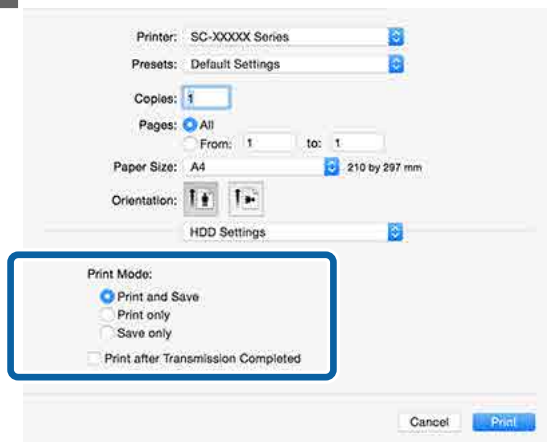 Printer: SC-XXXXX Series
Presets: Default Settings
Copies: 1
Pages: All
From: 1 to: 1
Paper Size: A4 210 by 297 mm
Orientation:
HDD Settings
Print Mode:
Print and Save
Print only
Save only
Print after Transmission Completed
Cancel Print